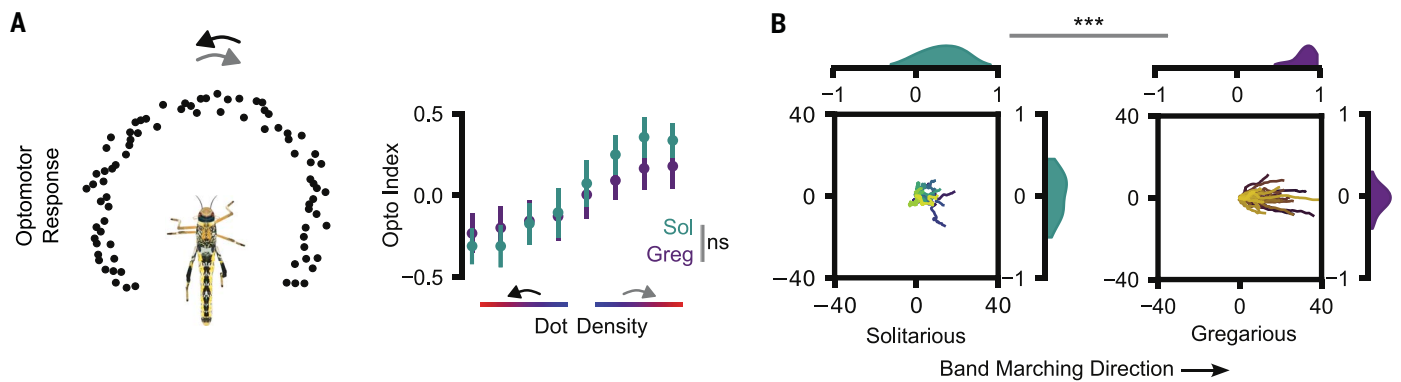 A
B
Optomotor
Response
Opto Index
0.5
0.0
−0.5
Sol
Greg
ns
Dot Density
***
−1 0 1
40
0
−40
−40 0 40
1
0
−1
Solitarious
−1 0 1
40
0
−40
−40 0 40
1
0
−1
Gregarious
Band Marching Direction